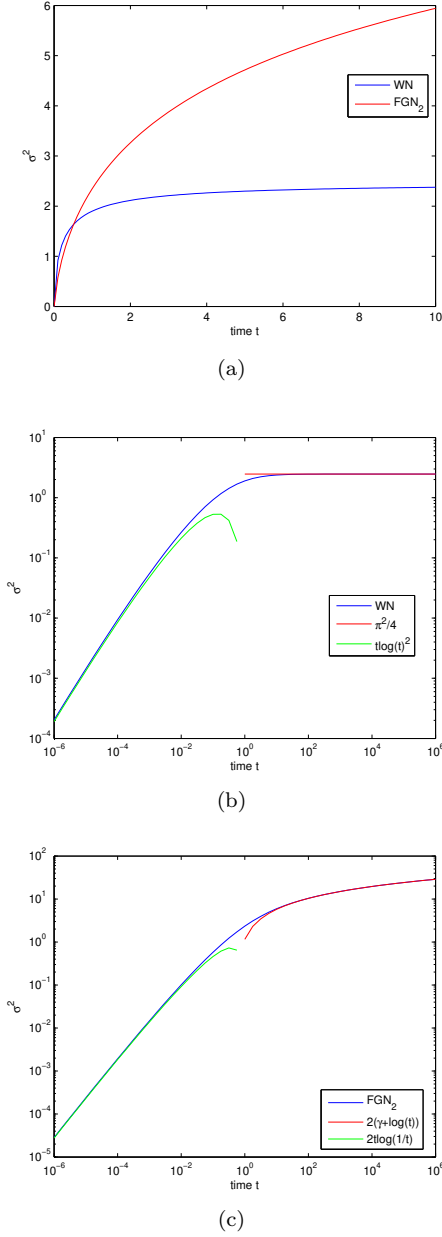 6
5
4
3
2
1
0
σ²
0 2 4 6 8 10
time t
WN
FGN₂
(a)
10¹
10⁰
10⁻¹
10⁻²
10⁻³
10⁻⁴
σ²
10⁻⁶ 10⁻⁴ 10⁻² 10⁰ 10² 10⁴ 10⁶
time t
WN
π²/4
tlog(t)²
(b)
10²
10¹
10⁰
10⁻¹
10⁻²
10⁻³
10⁻⁴
10⁻⁵
σ²
10⁻⁶ 10⁻⁴ 10⁻² 10⁰ 10² 10⁴ 10⁶
time t
FGN₂
2(γ+log(t))
2tlog(1/t)
(c)